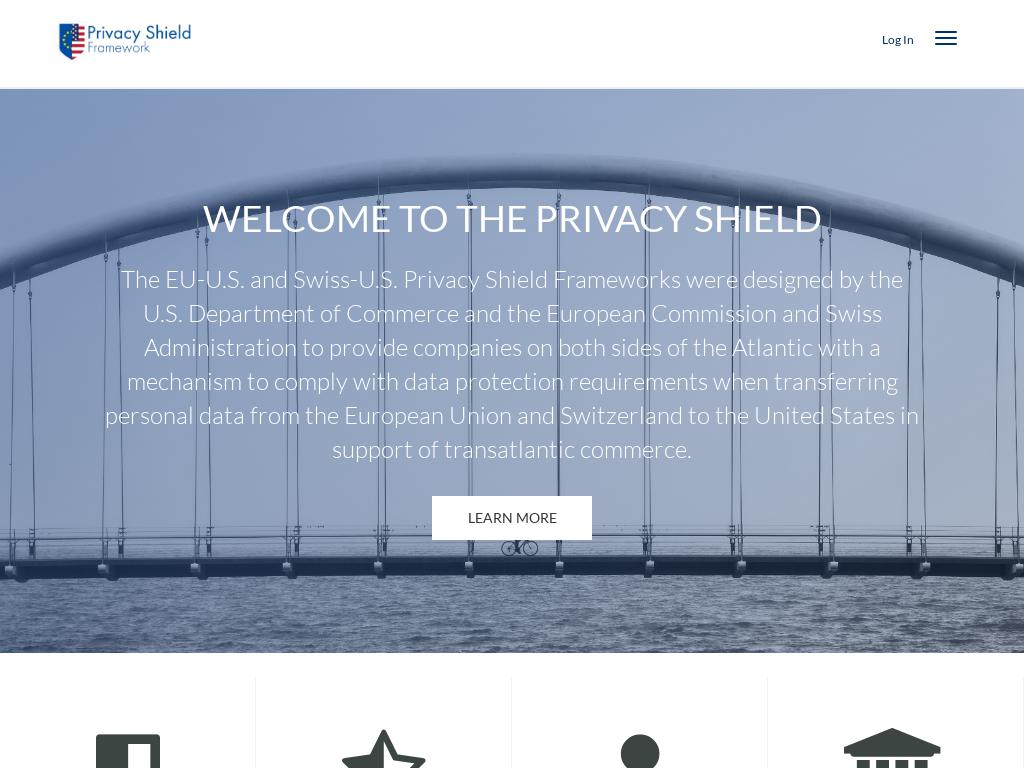 Privacy Shield
Framework
Log In
WELCOME TO THE PRIVACY SHIELD
The EU-U.S. and Swiss-U.S. Privacy Shield Frameworks were designed by the
U.S. Department of Commerce and the European Commission and Swiss
Administration to provide companies on both sides of the Atlantic with a
mechanism to comply with data protection requirements when transferring
personal data from the European Union and Switzerland to the United States in
support of transatlantic commerce.
LEARN MORE